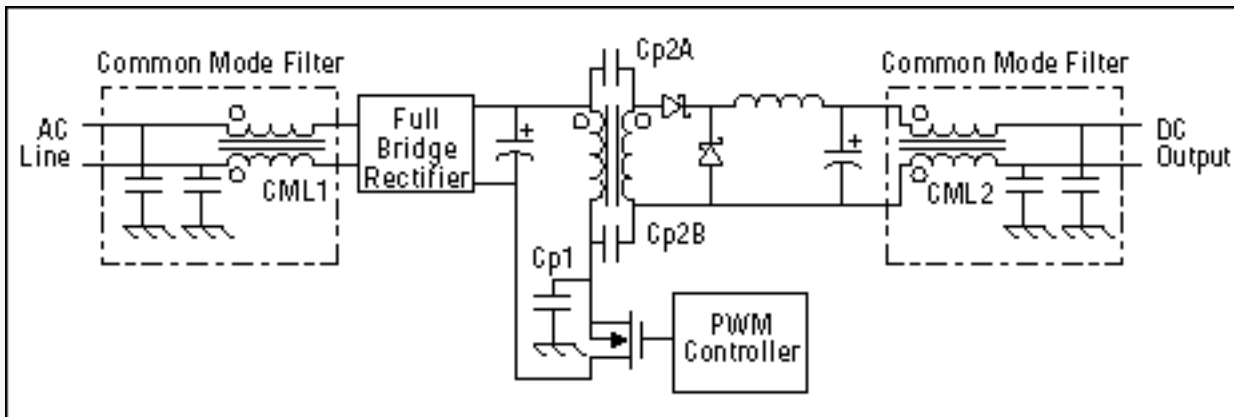 Cp2A
Common Mode Filter
Common Mode Filter
AC
Line
Full
Bridge
Rectifier
+
+
DC
Output
CML1
CML2
Cp2B
Cp1
PWM
Controller